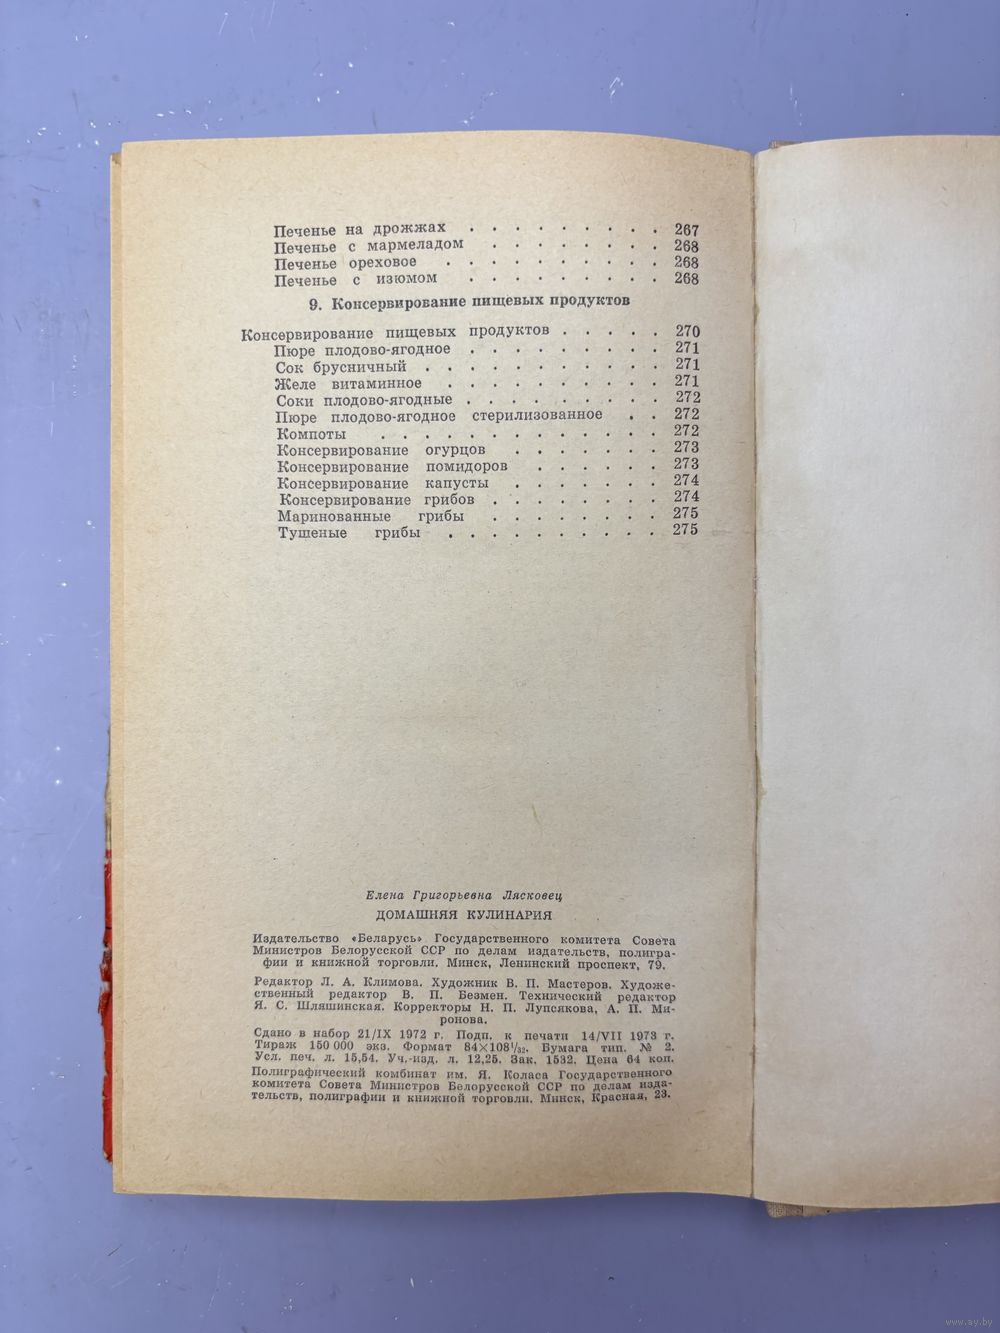 Печенье на дрожжах . . . . . . . . . 267
Печенье с мармеладом . . . . . . . . 268
Печенье ореховое . . . . . . . . . . 268
Печенье с изюмом . . . . . . . . . 268
9. Консервирование пищевых продуктов
Консервирование пищевых продуктов . . . . . 270
Пюре плодово-ягодное . . . . . . . . . 271
Сок брусничный . . . . . . . . . . . 271
Желе витаминное . . . . . . . . . . 271
Соки плодово-ягодные . . . . . . . . . 272
Пюре плодово-ягодное стерилизованное . . 272
Компоты . . . . . . . . . . . . . 272
Консервирование огурцов . . . . . . . 273
Консервирование помидоров . . . . . . 273
Консервирование капусты . . . . . . . 274
Консервирование грибов . . . . . . . . 274
Маринованные грибы . . . . . . . . 275
Тушеные грибы . . . . . . . . . . 275
Елена Григорьевна Лясковец
ДОМАШНЯЯ КУЛИНАРИЯ
Издательство «Беларусь» Государственного комитета Совета
Министров Белорусской ССР по делам издательств, полигра-
фии и книжной торговли. Минск, Ленинский проспект, 79.
Редактор Л. А. Климова. Художник В. П. Мастеров. Художе-
ственный редактор В. П. Безмен. Технический редактор
Я. С. Шляшинская. Корректоры Н. П. Лупсякова, А. П. Ми-
ронова.
Сдано в набор 21/IX 1972 г. Подп. к печати 14/VII 1973 г.
Тираж 150 000 экз. Формат 84×108¹/₃₂. Бумага тип. № 2.
Усл. печ. л. 15,54. Уч.-изд. л. 12,25. Зак. 1532. Цена 64 коп.
Полиграфический комбинат им. Я. Коласа Государственного
комитета Совета Министров Белорусской ССР по делам изда-
тельств, полиграфии и книжной торговли. Минск, Красная, 23.
www.ay.by